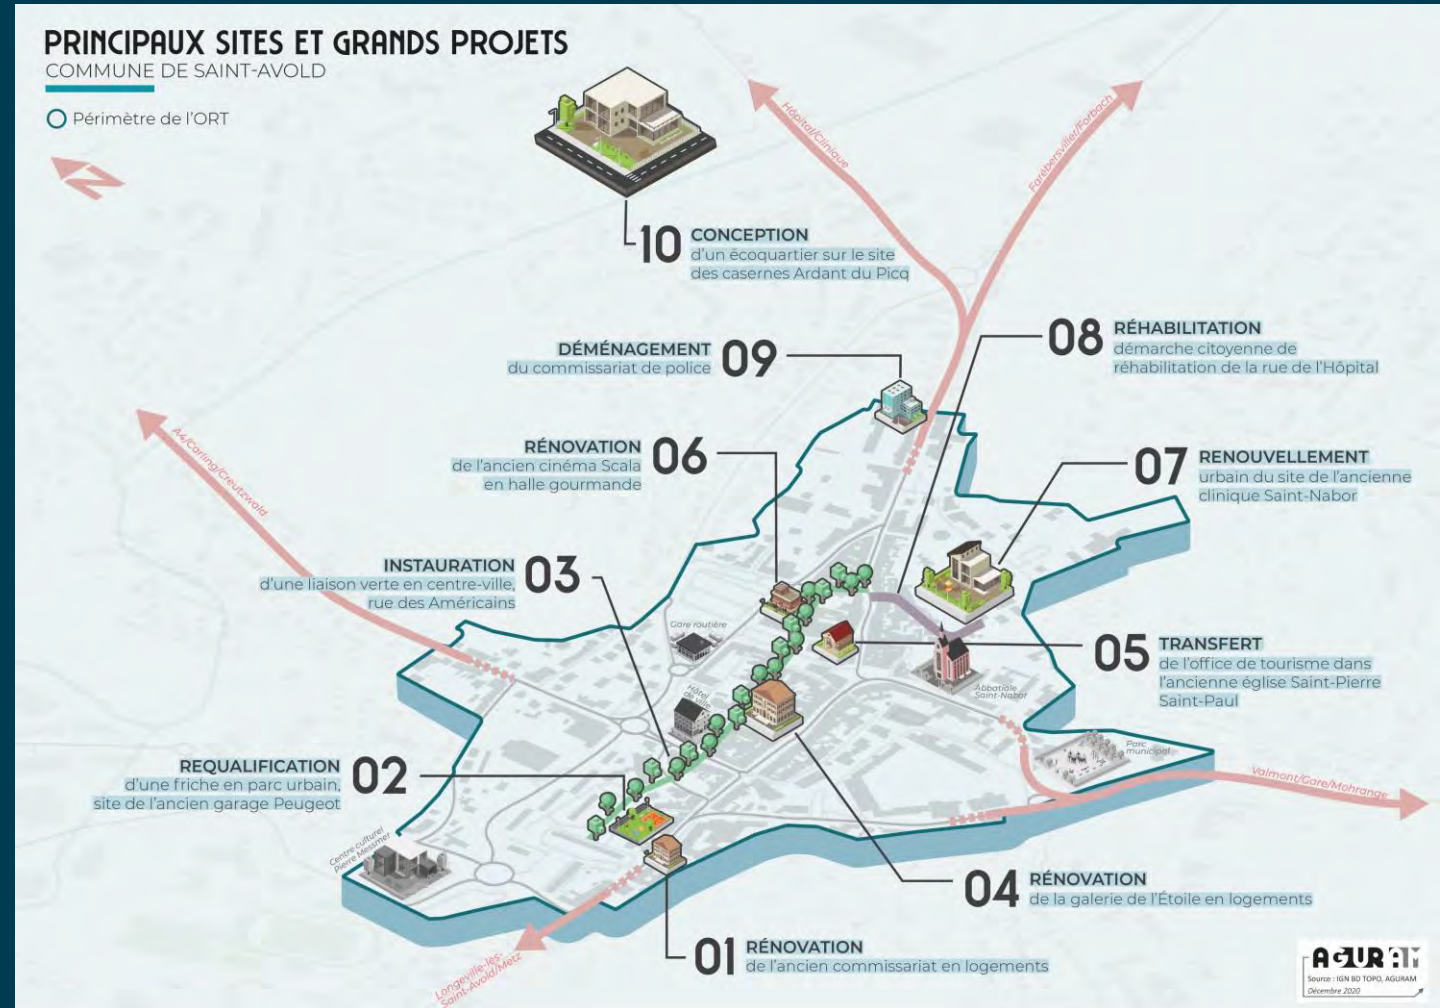 PRINCIPAUX SITES ET GRANDS PROJETS
COMMUNE DE SAINT-AVOLD
Périmètre de l'ORT
N
Hôpital/Clinique
Farébersviller/Forbach
10 CONCEPTION
d'un écoquartier sur le site
des casernes Ardant du Picq
08 RÉHABILITATION
démarche citoyenne de
réhabilitation de la rue de l'Hôpital
DÉMÉNAGEMENT 09
du commissariat de police
A4/Carling/Creutzwald
RÉNOVATION 06
de l'ancien cinéma Scala
en halle gourmande
07 RENOUVELLEMENT
urbain du site de l'ancienne
clinique Saint-Nabor
INSTAURATION 03
d'une liaison verte en centre-ville,
rue des Américains
Gare routière
05 TRANSFERT
de l'office de tourisme dans
l'ancienne église Saint-Pierre
Saint-Paul
Abbatiale
Saint-Nabor
Hôtel
de ville
Parc
municipal
REQUALIFICATION 02
d'une friche en parc urbain,
site de l'ancien garage Peugeot
Valmont/Gare/Mohrange
Centre culturel
Pierre Messmer
04 RÉNOVATION
de la galerie de l'Étoile en logements
01 RÉNOVATION
de l'ancien commissariat en logements
Longeville-lès-
Saint-Avold/Metz
AGURAM
Source : IGN BD TOPO, AGURAM
Décembre 2020